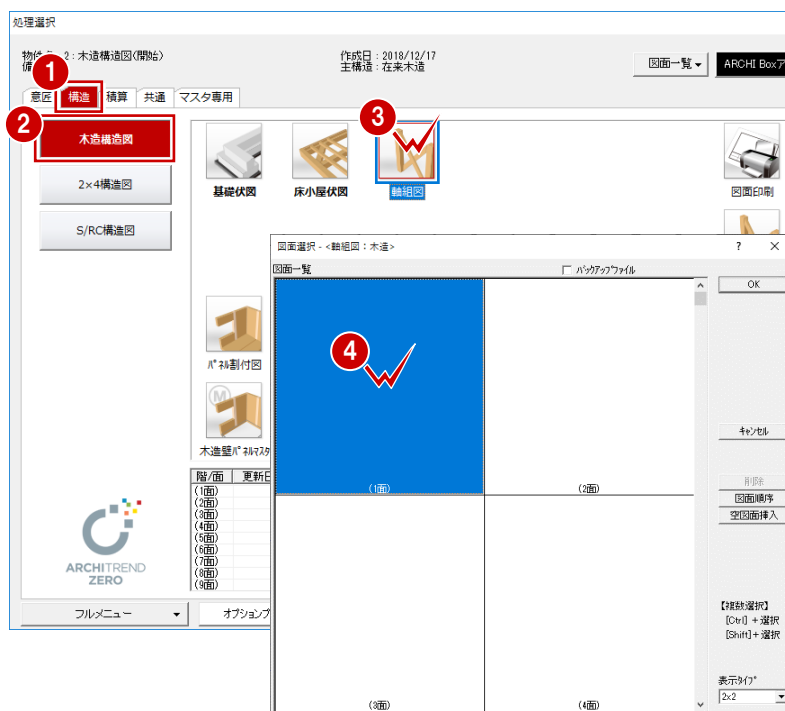 処理選択
物件名 2：木造構造図(開始)
作成日：2018/12/17
主構造：在来木造
図面一覧
ARCHI Boxア
1
意匠 構造 積算 共通 マスタ専用
2
木造構造図
2×4構造図
S/RC構造図
3
基礎伏図 床小屋伏図 軸組図 図面印刷
図面選択 - <軸組図：木造>
? ×
図面一覧
バックアップファイル
OK
4
パネル割付図
キャンセル
M
木造壁パネルマスタ
階/面 更新日
(1面)
(2面)
(3面)
(4面)
(5面)
(6面)
(7面)
(8面)
(9面)
(1面) (2面)
削除
図面順序
空図面挿入
ARCHITREND
ZERO
【複数選択】
[Ctrl]＋選択
[Shift]＋選択
フルメニュー
オプションプ
表示タイプ
2x2
(3面) (4面)